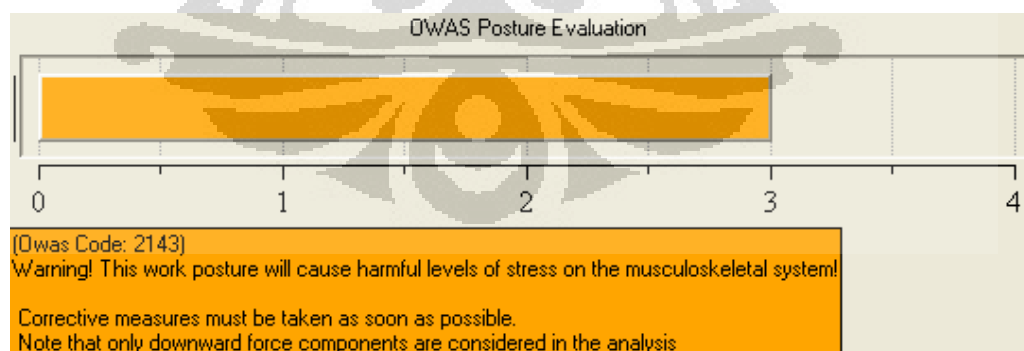 OWAS Posture Evaluation
0 1 2 3 4
(Owas Code: 2143)
Warning! This work posture will cause harmful levels of stress on the musculoskeletal system!
Corrective measures must be taken as soon as possible.
Note that only downward force components are considered in the analysis